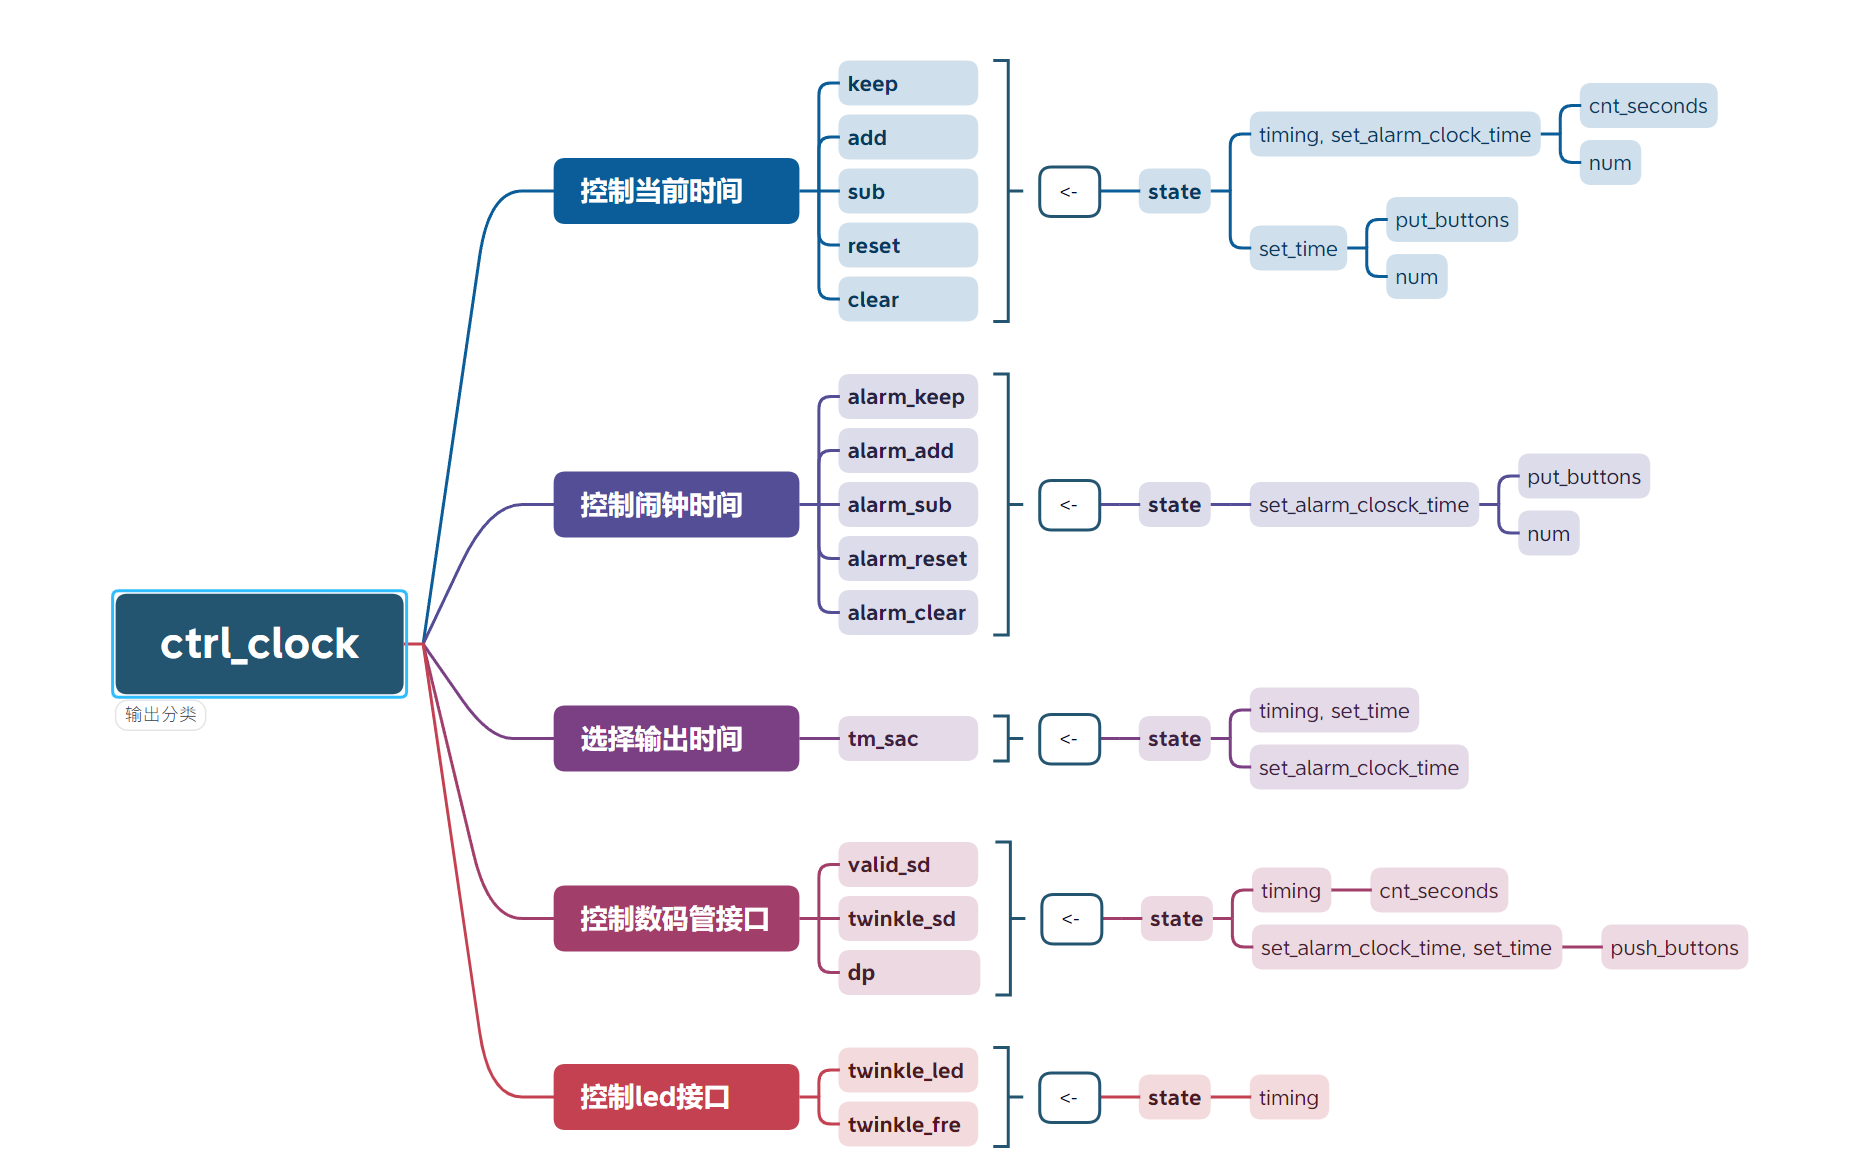 ctrl_clock
输出分类
控制当前时间
keep
add
sub
reset
clear
<-
state
timing, set_alarm_clock_time
cnt_seconds
num
set_time
put_buttons
num
控制闹钟时间
alarm_keep
alarm_add
alarm_sub
alarm_reset
alarm_clear
<-
state
set_alarm_closck_time
put_buttons
num
选择输出时间
tm_sac
<-
state
timing, set_time
set_alarm_clock_time
控制数码管接口
valid_sd
twinkle_sd
dp
<-
state
timing
cnt_seconds
set_alarm_clock_time, set_time
push_buttons
控制led接口
twinkle_led
twinkle_fre
<-
state
timing